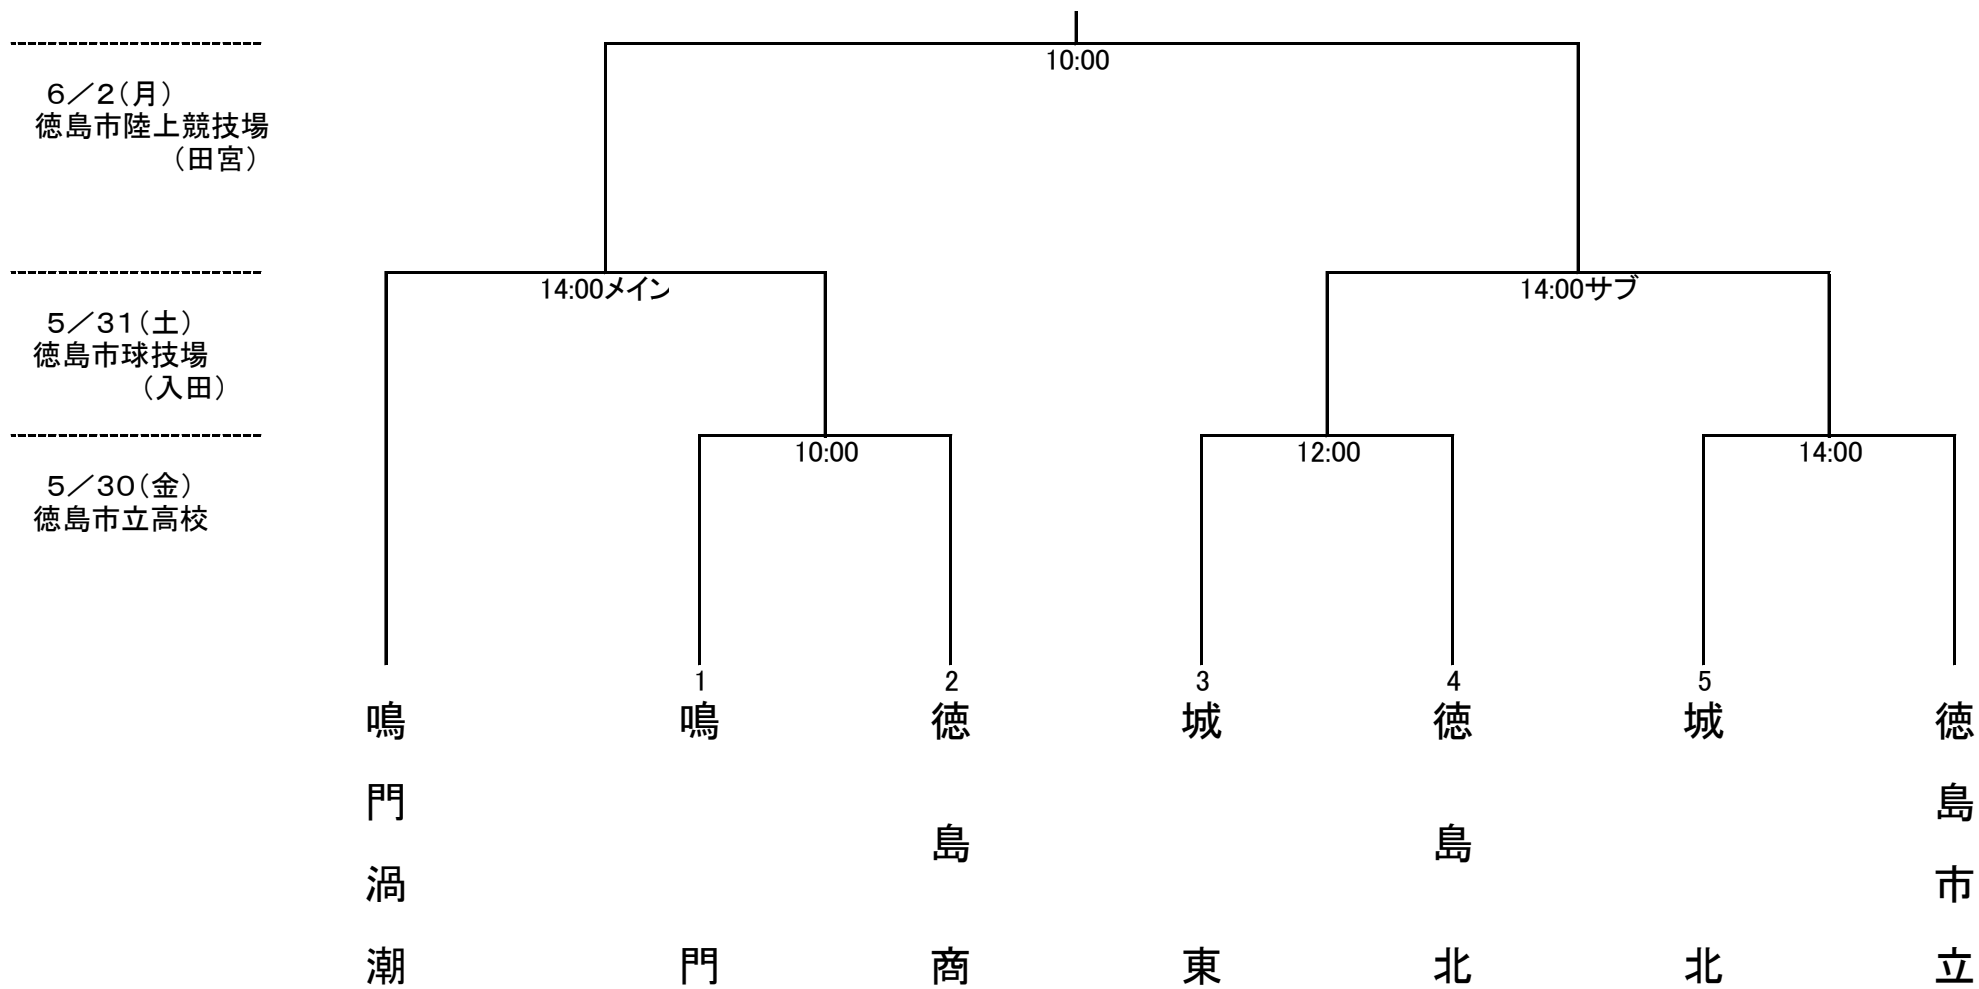 10:00
6／2(月)
徳島市陸上競技場
(田宮)
14:00メイン
14:00サブ
5／31(土)
徳島市球技場
(入田)
10:00
12:00
14:00
5／30(金)
徳島市立高校
1
2
3
4
5
鳴門渦潮
鳴門
徳島商
城東
徳島北
城北
徳島市立